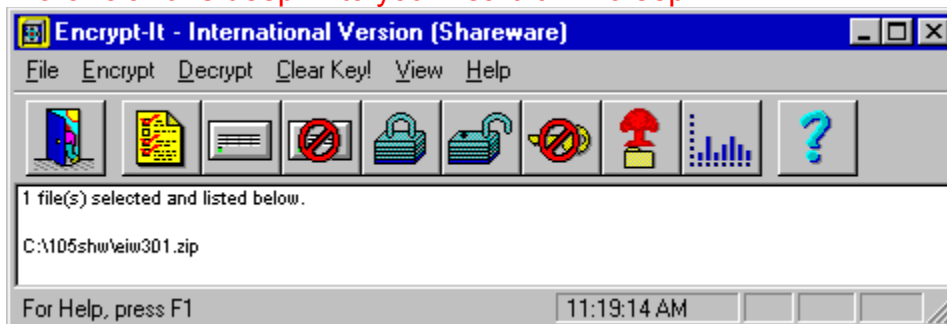 Encrypt-It - International Version (Shareware)
File Encrypt Decrypt Clear Key! View Help
1 file(s) selected and listed below.
C:\105shw\eiw301.zip
For Help, press F1 11:19:14 AM